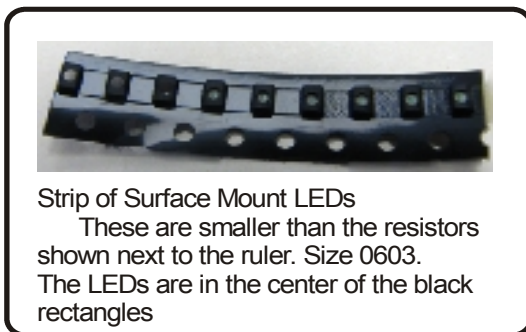 Strip of Surface Mount LEDs
These are smaller than the resistors
shown next to the ruler. Size 0603.
The LEDs are in the center of the black
rectangles